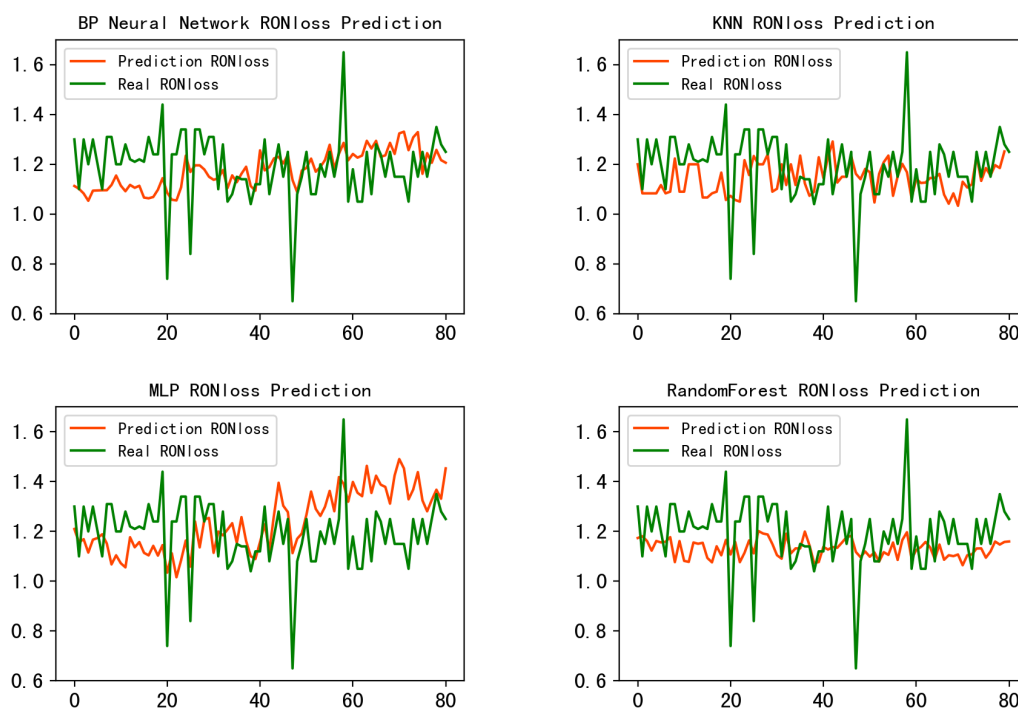 BP Neural Network RONloss Prediction
Prediction RONloss
Real RONloss
1.6
1.4
1.2
1.0
0.8
0.6
0 20 40 60 80
KNN RONloss Prediction
Prediction RONloss
Real RONloss
1.6
1.4
1.2
1.0
0.8
0.6
0 20 40 60 80
MLP RONloss Prediction
Prediction RONloss
Real RONloss
1.6
1.4
1.2
1.0
0.8
0.6
0 20 40 60 80
RandomForest RONloss Prediction
Prediction RONloss
Real RONloss
1.6
1.4
1.2
1.0
0.8
0.6
0 20 40 60 80